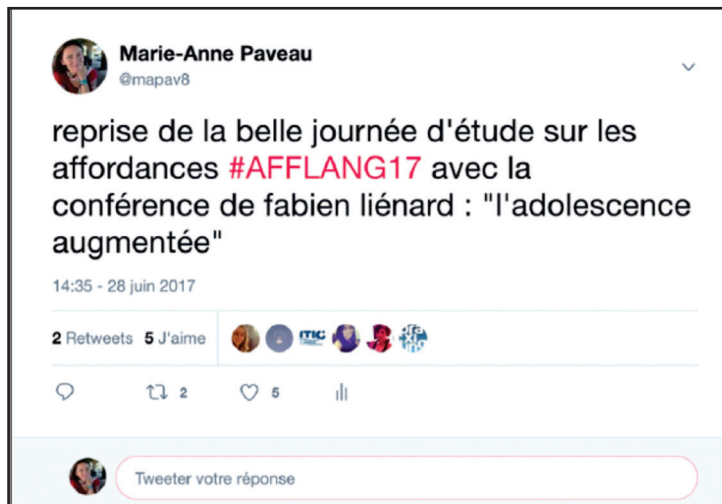 Marie-Anne Paveau
@mapav8
reprise de la belle journée d'étude sur les
affordances #AFFLANG17 avec la
conférence de fabien liénard : "l'adolescence
augmentée"
14:35 - 28 juin 2017
2 Retweets 5 J'aime
ITIC
2 5
Tweeter votre réponse